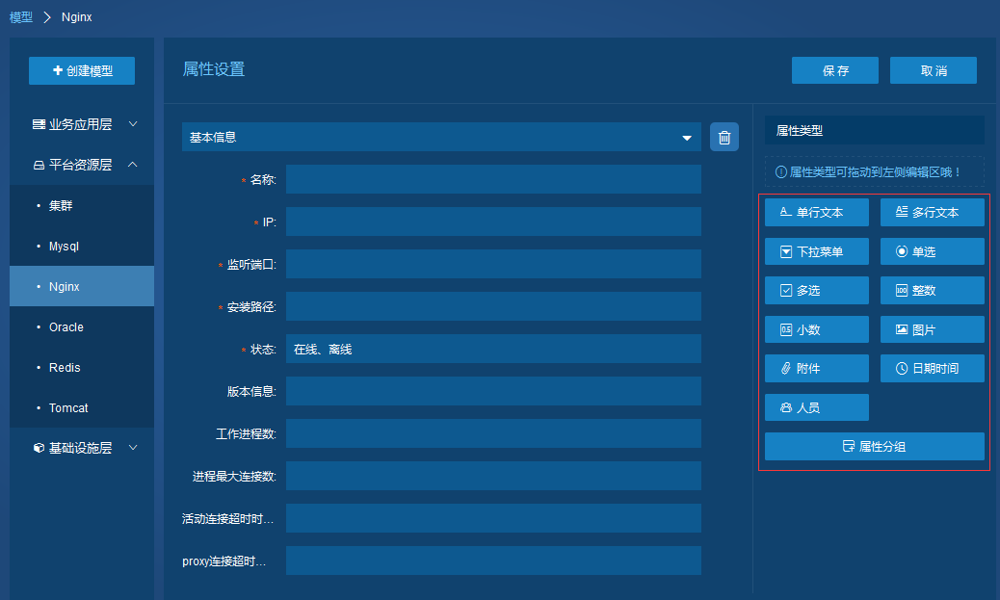 模型 > Nginx
创建模型
业务应用层
平台资源层
集群
Mysql
Nginx
Oracle
Redis
Tomcat
基础设施层
属性设置
保 存
取 消
基本信息
* 名称:
* IP:
* 监听端口:
* 安装路径:
* 状态: 在线、离线
版本信息:
工作进程数:
进程最大连接数:
活动连接超时时...
proxy连接超时...
属性类型
属性类型可拖动到左侧编辑区哦！
单行文本 多行文本
下拉菜单 单选
多选 整数
小数 图片
附件 日期时间
人员
属性分组